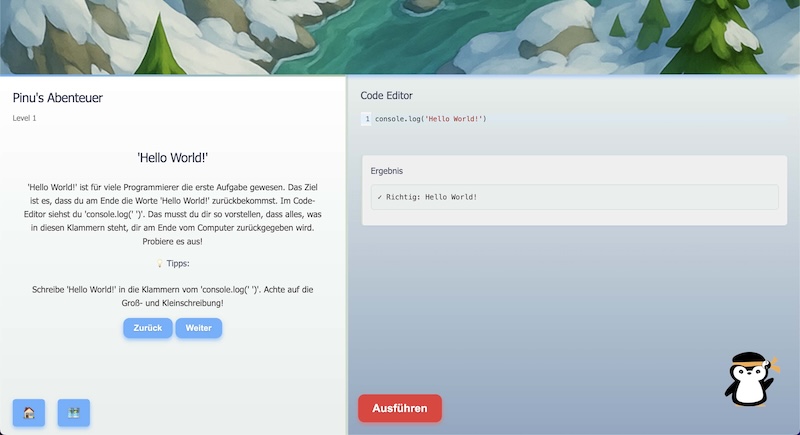 Pinu's Abenteuer
Level 1
'Hello World!'
'Hello World!' ist für viele Programmierer die erste Aufgabe gewesen. Das Ziel
ist es, dass du am Ende die Worte 'Hello World!' zurückbekommst. Im Code-
Editor siehst du 'console.log(' ')'. Das musst du dir so vorstellen, dass alles, was
in diesen Klammern steht, dir am Ende vom Computer zurückgegeben wird.
Probiere es aus!
💡 Tipps:
Schreibe 'Hello World!' in die Klammern vom 'console.log(' ')'. Achte auf die
Groß- und Kleinschreibung!
Zurück Weiter
Code Editor
1 console.log('Hello World!')
Ergebnis
✓ Richtig: Hello World!
Ausführen